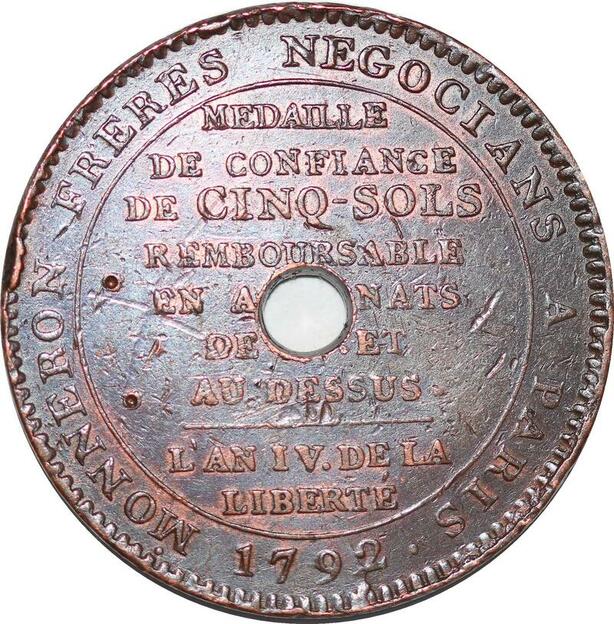 MONNERON FRERES NEGOCIANS A PARIS.
1792
MEDAILLE
DE CONFIANCE
DE CINQ-SOLS
REMBOURSABLE
EN A NATS
DE ET
AU DESSUS.
L'AN IV. DE LA
LIBERTÉ